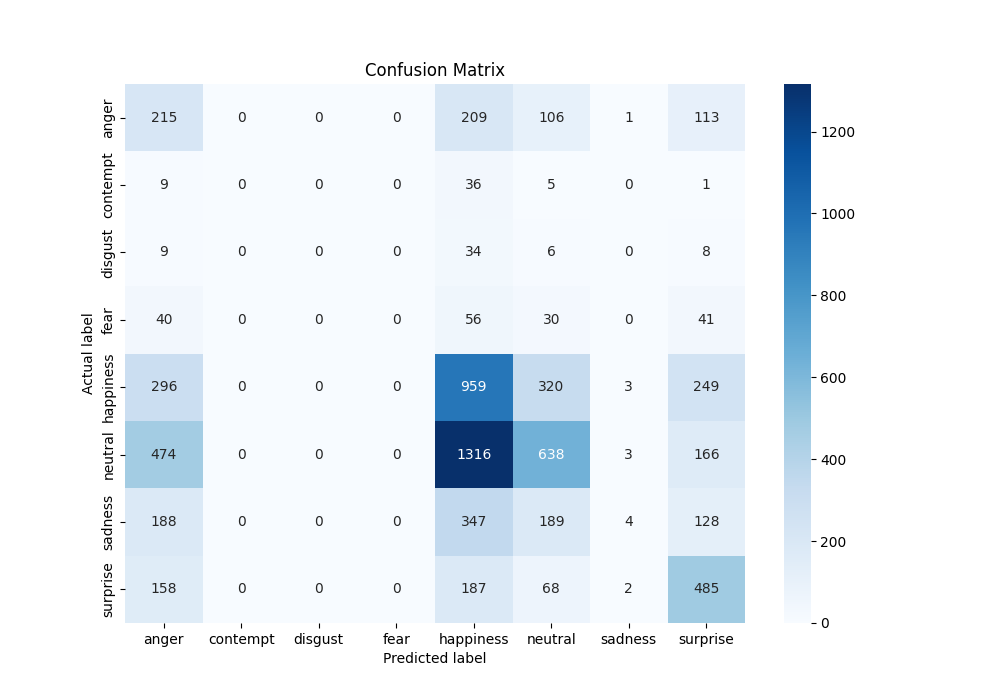 Confusion Matrix
Actual label
anger 215 0 0 0 209 106 1 113
contempt 9 0 0 0 36 5 0 1
disgust 9 0 0 0 34 6 0 8
fear 40 0 0 0 56 30 0 41
happiness 296 0 0 0 959 320 3 249
neutral 474 0 0 0 1316 638 3 166
sadness 188 0 0 0 347 189 4 128
surprise 158 0 0 0 187 68 2 485
anger contempt disgust fear happiness neutral sadness surprise
Predicted label
1200
1000
800
600
400
200
0